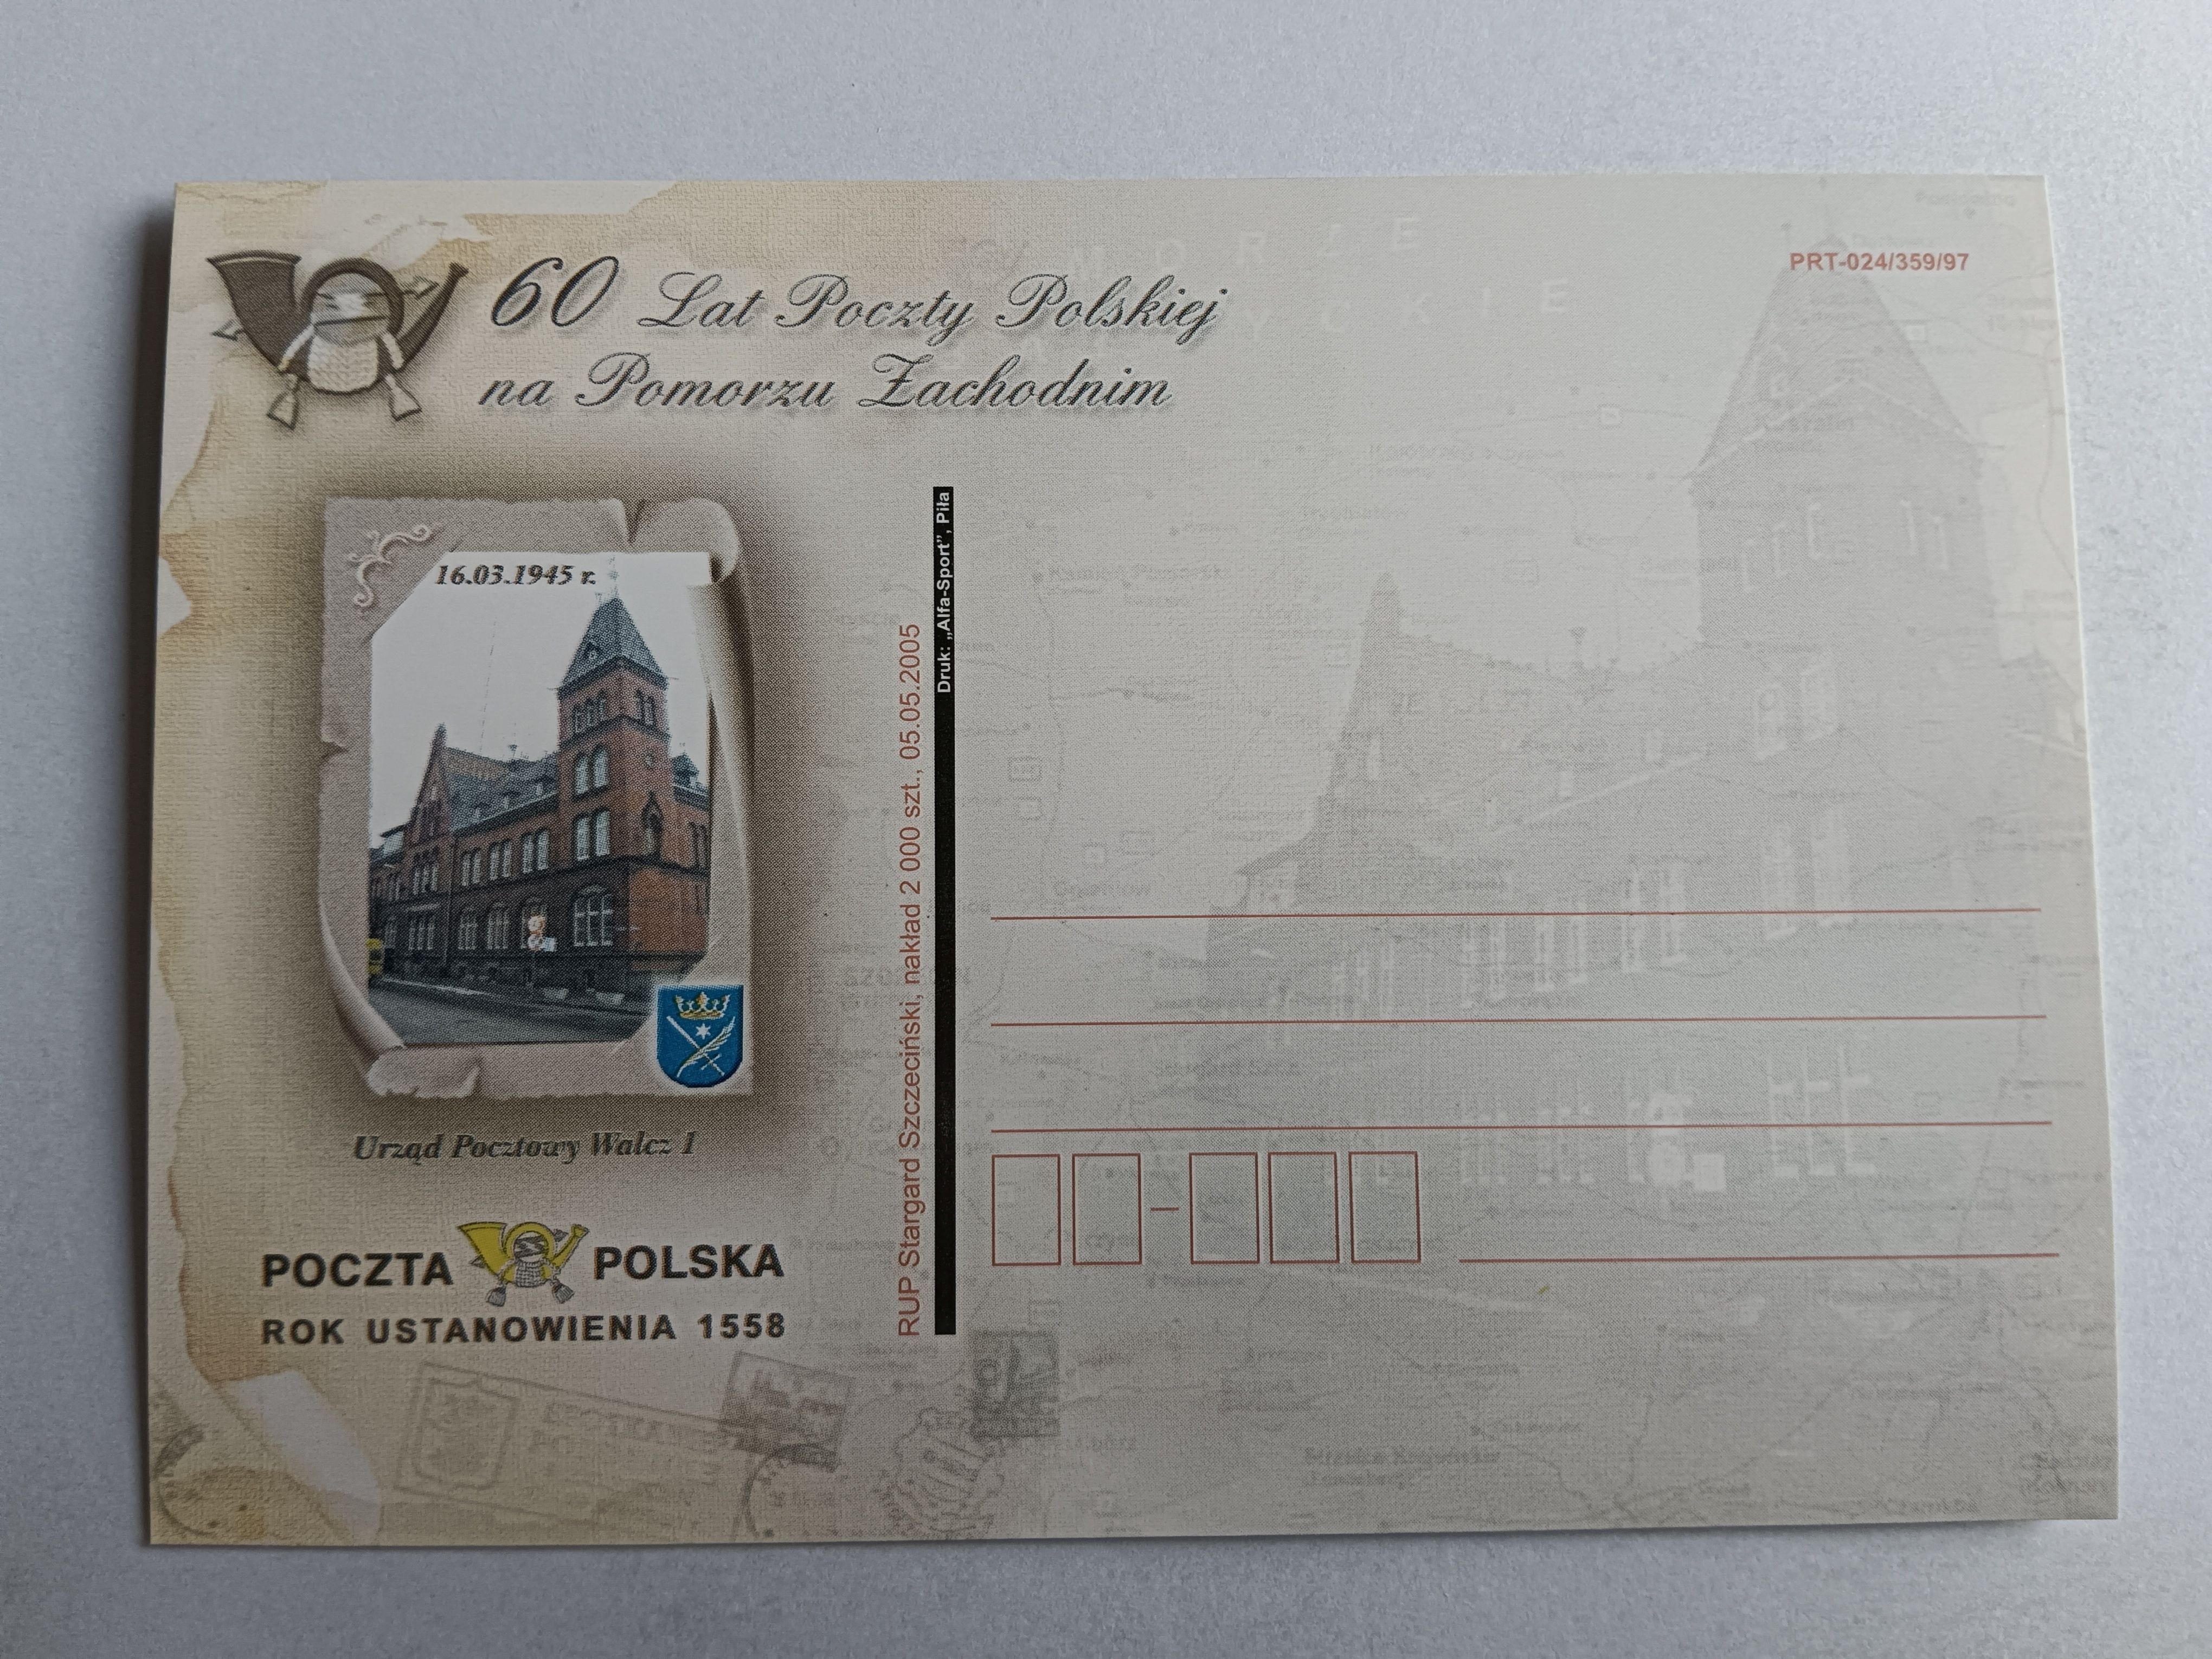 60 Lat Poczty Polskiej
na Pomorzu Zachodnim
PRT-024/359/97
MORZE
16.03.1945 r.
Urząd Pocztowy Wałcz 1
POCZTA POLSKA
ROK USTANOWIENIA 1558
RUP Stargard Szczeciński, nakład 2 000 szt., 05.05.2005
Druk: „Alfa-Sport”, Piła